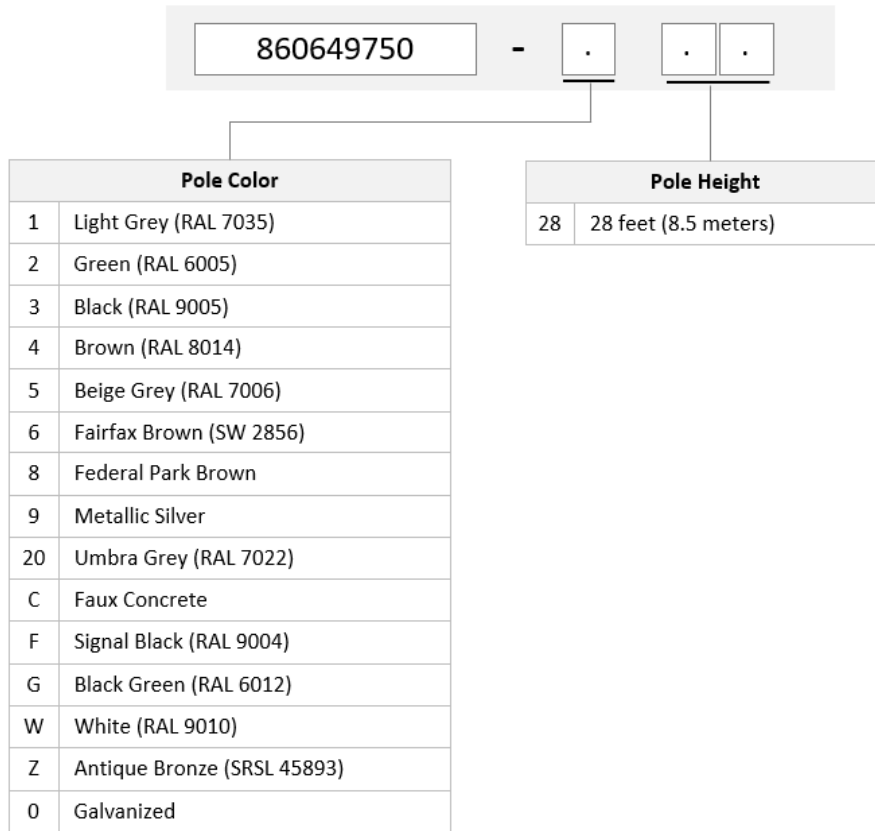 860649750 - . . .
Pole Color
1 Light Grey (RAL 7035)
2 Green (RAL 6005)
3 Black (RAL 9005)
4 Brown (RAL 8014)
5 Beige Grey (RAL 7006)
6 Fairfax Brown (SW 2856)
8 Federal Park Brown
9 Metallic Silver
20 Umbra Grey (RAL 7022)
C Faux Concrete
F Signal Black (RAL 9004)
G Black Green (RAL 6012)
W White (RAL 9010)
Z Antique Bronze (SRSL 45893)
0 Galvanized
Pole Height
28 28 feet (8.5 meters)